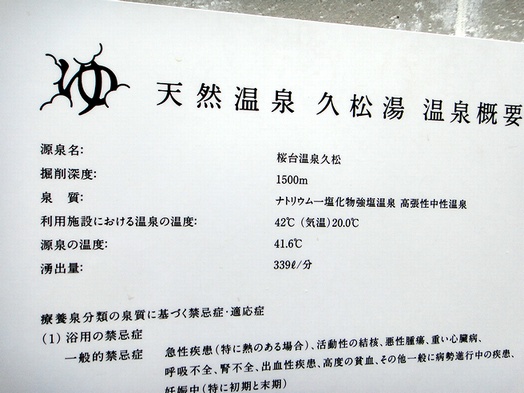 ゆ
天然温泉 久松湯 温泉概要
源泉名: 桜台温泉久松
掘削深度: 1500m
泉 質: ナトリウムー塩化物強塩温泉 高張性中性温泉
利用施設における温泉の温度: 42℃ (気温)20.0℃
源泉の温度: 41.6℃
湧出量: 339ℓ/分
療養泉分類の泉質に基づく禁忌症・適応症
(1) 浴用の禁忌症
一般的禁忌症 急性疾患(特に熱のある場合)、活動性の結核、悪性腫瘍、重い心臓病、
呼吸不全、腎不全、出血性疾患、高度の貧血、その他一般に病勢進行中の疾患、
妊娠中(特に初期と末期)